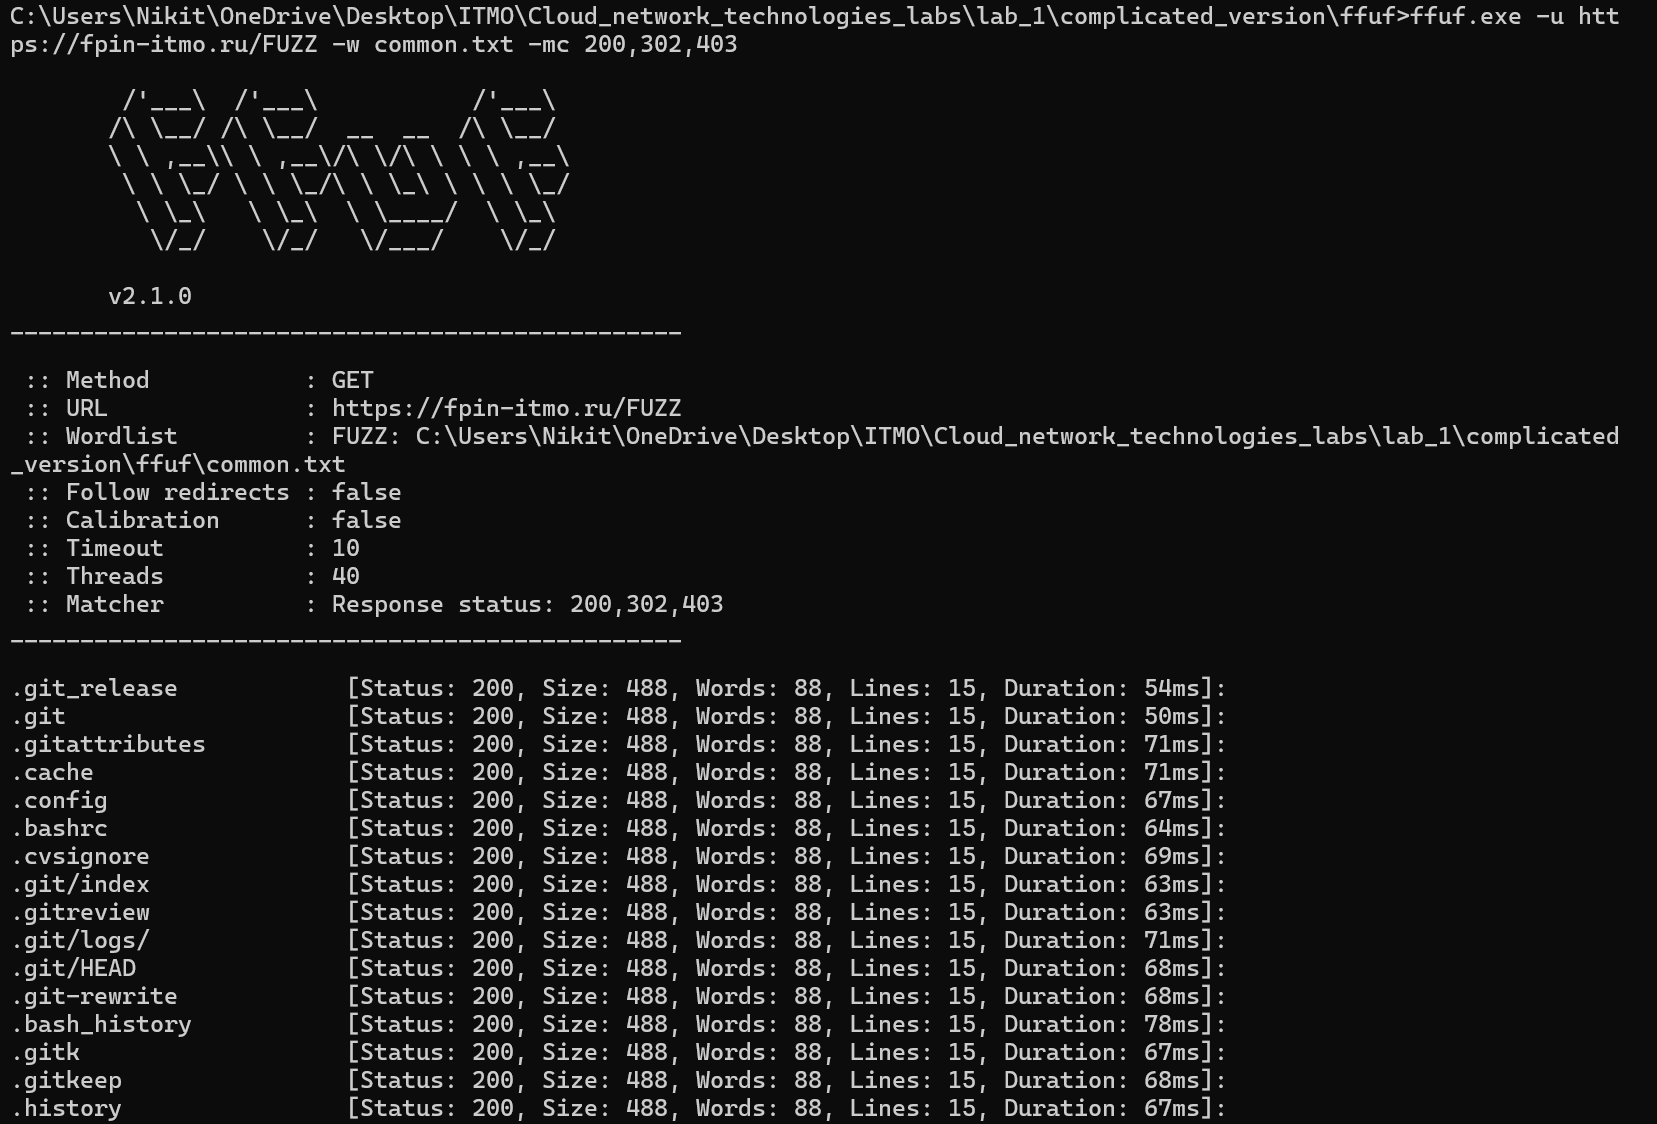 C:\Users\Nikit\OneDrive\Desktop\ITMO\Cloud_network_technologies_labs\lab_1\complicated_version\ffuf>ffuf.exe -u htt
ps://fpin-itmo.ru/FUZZ -w common.txt -mc 200,302,403
        /'___\  /'___\           /'___\
       /\ \__/ /\ \__/  __  __  /\ \__/
       \ \ ,__\\ \ ,__\/\ \/\ \ \ \ ,__\
        \ \ \_/ \ \ \_/\ \ \_\ \ \ \ \_/
         \ \_\   \ \_\  \ \____/  \ \_\
          \/_/    \/_/   \/___/    \/_/
       v2.1.0
________________________________________________
 :: Method           : GET
 :: URL              : https://fpin-itmo.ru/FUZZ
 :: Wordlist         : FUZZ: C:\Users\Nikit\OneDrive\Desktop\ITMO\Cloud_network_technologies_labs\lab_1\complicated
_version\ffuf\common.txt
 :: Follow redirects : false
 :: Calibration      : false
 :: Timeout          : 10
 :: Threads          : 40
 :: Matcher          : Response status: 200,302,403
________________________________________________
.git_release            [Status: 200, Size: 488, Words: 88, Lines: 15, Duration: 54ms]:
.git                    [Status: 200, Size: 488, Words: 88, Lines: 15, Duration: 50ms]:
.gitattributes          [Status: 200, Size: 488, Words: 88, Lines: 15, Duration: 71ms]:
.cache                  [Status: 200, Size: 488, Words: 88, Lines: 15, Duration: 71ms]:
.config                 [Status: 200, Size: 488, Words: 88, Lines: 15, Duration: 67ms]:
.bashrc                 [Status: 200, Size: 488, Words: 88, Lines: 15, Duration: 64ms]:
.cvsignore              [Status: 200, Size: 488, Words: 88, Lines: 15, Duration: 69ms]:
.git/index              [Status: 200, Size: 488, Words: 88, Lines: 15, Duration: 63ms]:
.gitreview              [Status: 200, Size: 488, Words: 88, Lines: 15, Duration: 63ms]:
.git/logs/              [Status: 200, Size: 488, Words: 88, Lines: 15, Duration: 71ms]:
.git/HEAD               [Status: 200, Size: 488, Words: 88, Lines: 15, Duration: 68ms]:
.git-rewrite            [Status: 200, Size: 488, Words: 88, Lines: 15, Duration: 68ms]:
.bash_history           [Status: 200, Size: 488, Words: 88, Lines: 15, Duration: 78ms]:
.gitk                   [Status: 200, Size: 488, Words: 88, Lines: 15, Duration: 67ms]:
.gitkeep                [Status: 200, Size: 488, Words: 88, Lines: 15, Duration: 68ms]:
.history                [Status: 200, Size: 488, Words: 88, Lines: 15, Duration: 67ms]: